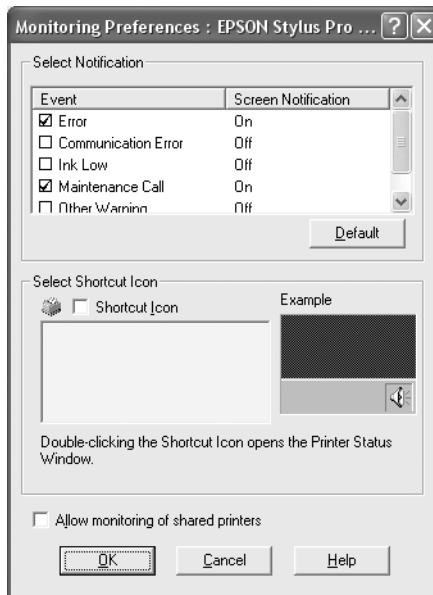 Monitoring Preferences : EPSON Stylus Pro ...
Select Notification
Event Screen Notification
Error On
Communication Error Off
Ink Low Off
Maintenance Call On
Other Warning Off
Default
Select Shortcut Icon
Shortcut Icon
Example
Double-clicking the Shortcut Icon opens the Printer Status
Window.
Allow monitoring of shared printers
OK Cancel Help